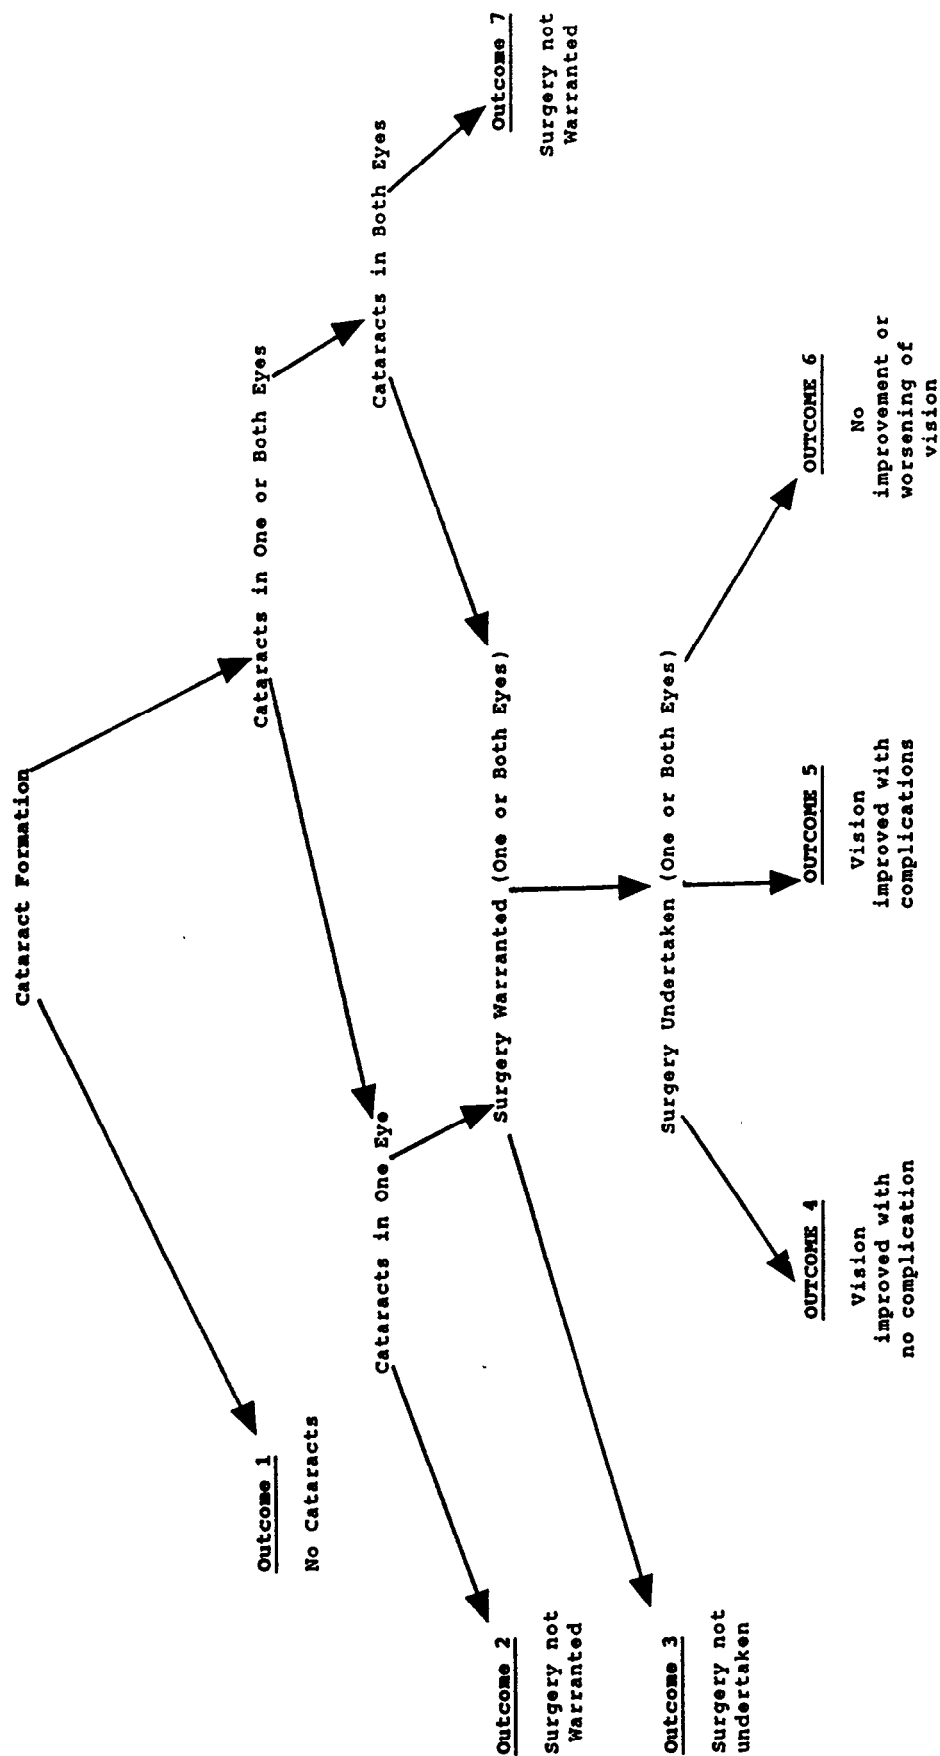 Cataract Formation
Cataracts in One or Both Eyes
Outcome 1
No Cataracts
Cataracts in One Eye
Cataracts in Both Eyes
Outcome 2
Surgery not
Warranted
Surgery Warranted (One or Both Eyes)
Outcome 7
Surgery not
Warranted
Outcome 3
Surgery not
undertaken
Surgery Undertaken (One or Both Eyes)
OUTCOME 4
Vision
improved with
no complication
OUTCOME 5
Vision
improved with
complications
OUTCOME 6
No
improvement or
worsening of
vision